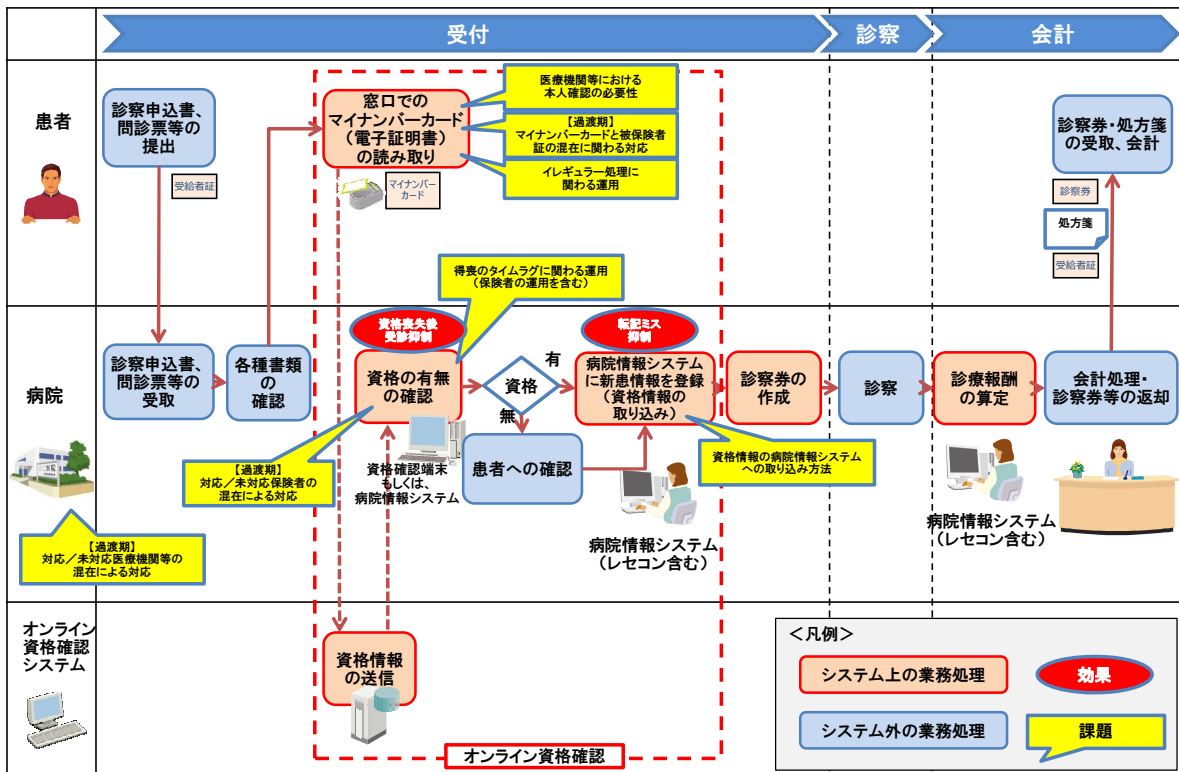 受付
診察
会計
患者
診察申込書、
問診票等の
提出
受給者証
窓口での
マイナンバーカード
(電子証明書)
の読み取り
マイナンバー
カード
医療機関等における
本人確認の必要性
【過渡期】
マイナンバーカードと被保険者
証の混在に関わる対応
イレギュラー処理に
関わる運用
診察券・処方箋
の受取、会計
診察券
処方箋
受給者証
得喪のタイムラグに関わる運用
(保険者の運用を含む)
病院
診察申込書、
問診票等の
受取
各種書類
の
確認
資格喪失後
受診抑制
資格の有無
の確認
資格
有
無
転記ミス
抑制
病院情報システム
に新患情報を登録
(資格情報の
取り込み)
診察券の
作成
診察
診療報酬
の算定
会計処理・
診察券等の返却
患者への確認
【過渡期】
対応/未対応保険者の
混在による対応
資格確認端末
もしくは、
病院情報システム
資格情報の病院情報システム
への取り込み方法
病院情報システム
(レセコン含む)
病院情報システム
(レセコン含む)
【過渡期】
対応/未対応医療機関等の
混在による対応
オンライン
資格確認
システム
資格情報
の送信
オンライン資格確認
<凡例>
システム上の業務処理
効果
システム外の業務処理
課題